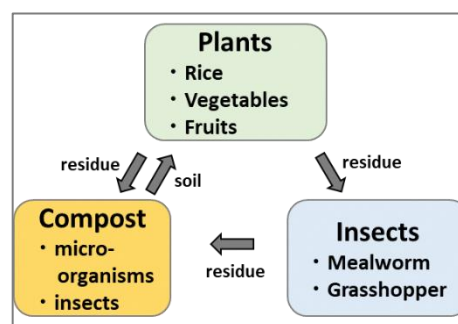 Plants
・Rice
・Vegetables
・Fruits
residue
soil
residue
Compost
・micro-
organisms
・insects
residue
Insects
・Mealworm
・Grasshopper